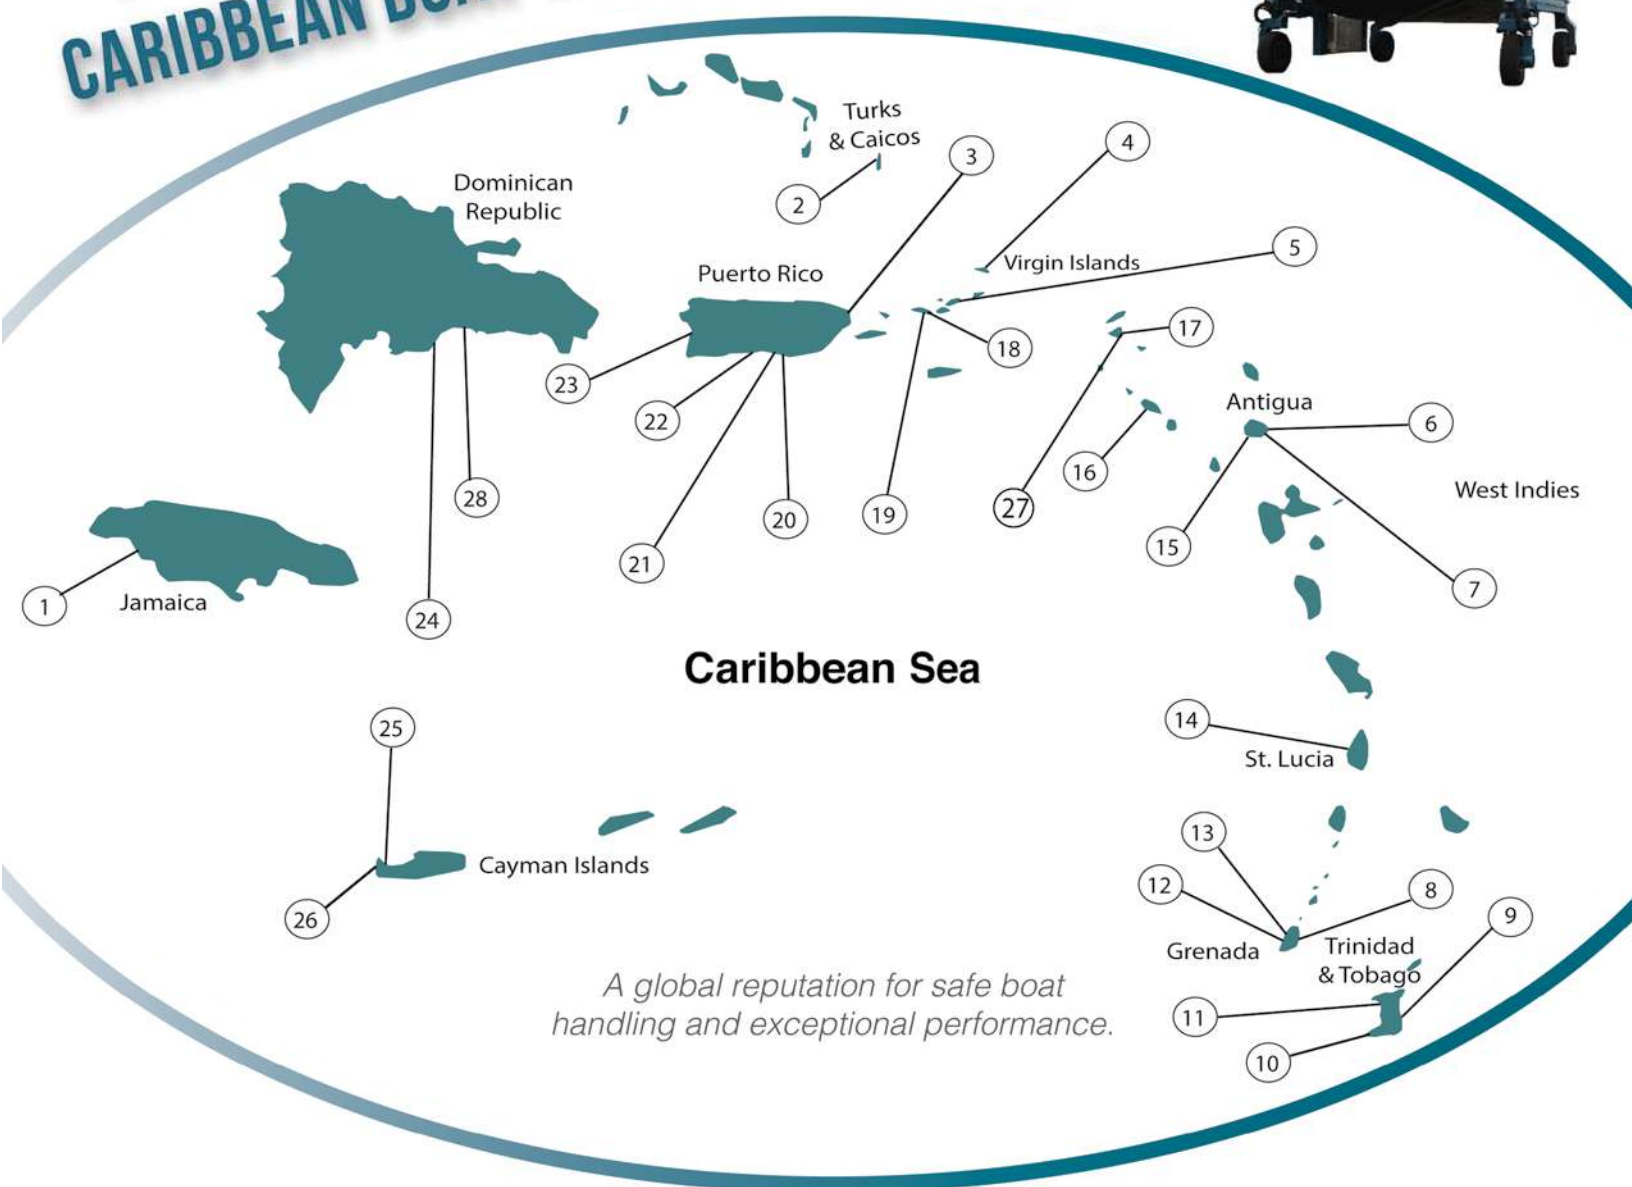 CARIBBEAN
Turks
& Caicos
3
4
2
Dominican
Republic
5
Virgin Islands
Puerto Rico
17
18
23
22
Antigua
6
16
West Indies
28
27
19
20
15
21
7
1
Jamaica
24
Caribbean Sea
14
25
St. Lucia
13
Cayman Islands
12
8
26
9
Grenada
Trinidad
& Tobago
A global reputation for safe boat
handling and exceptional performance.
11
10